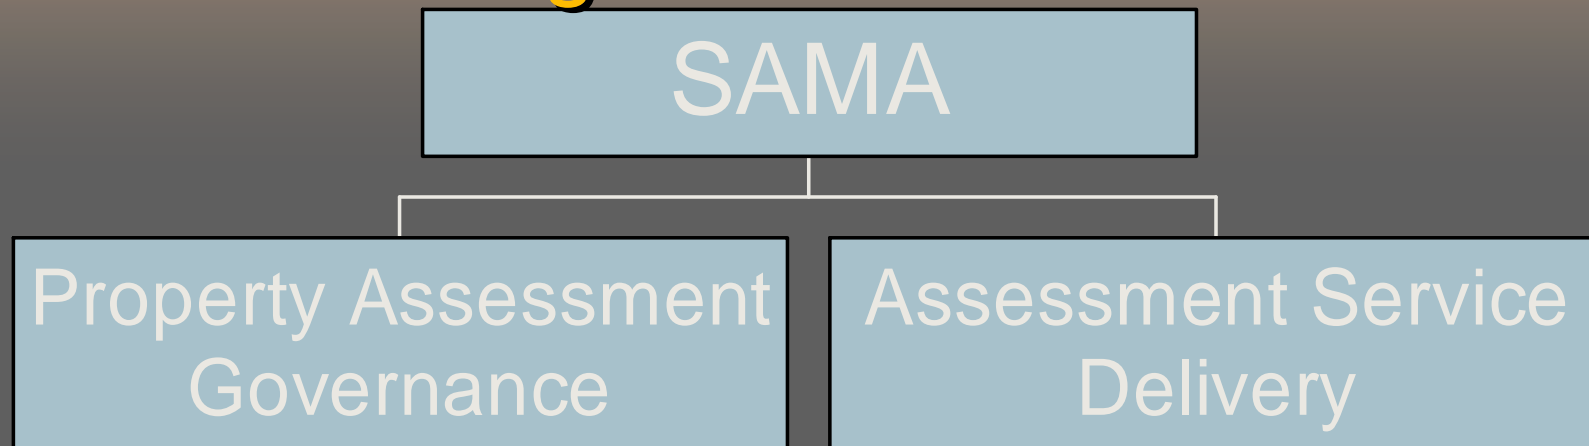 SAMA
Property Assessment
Governance
Assessment Service
Delivery